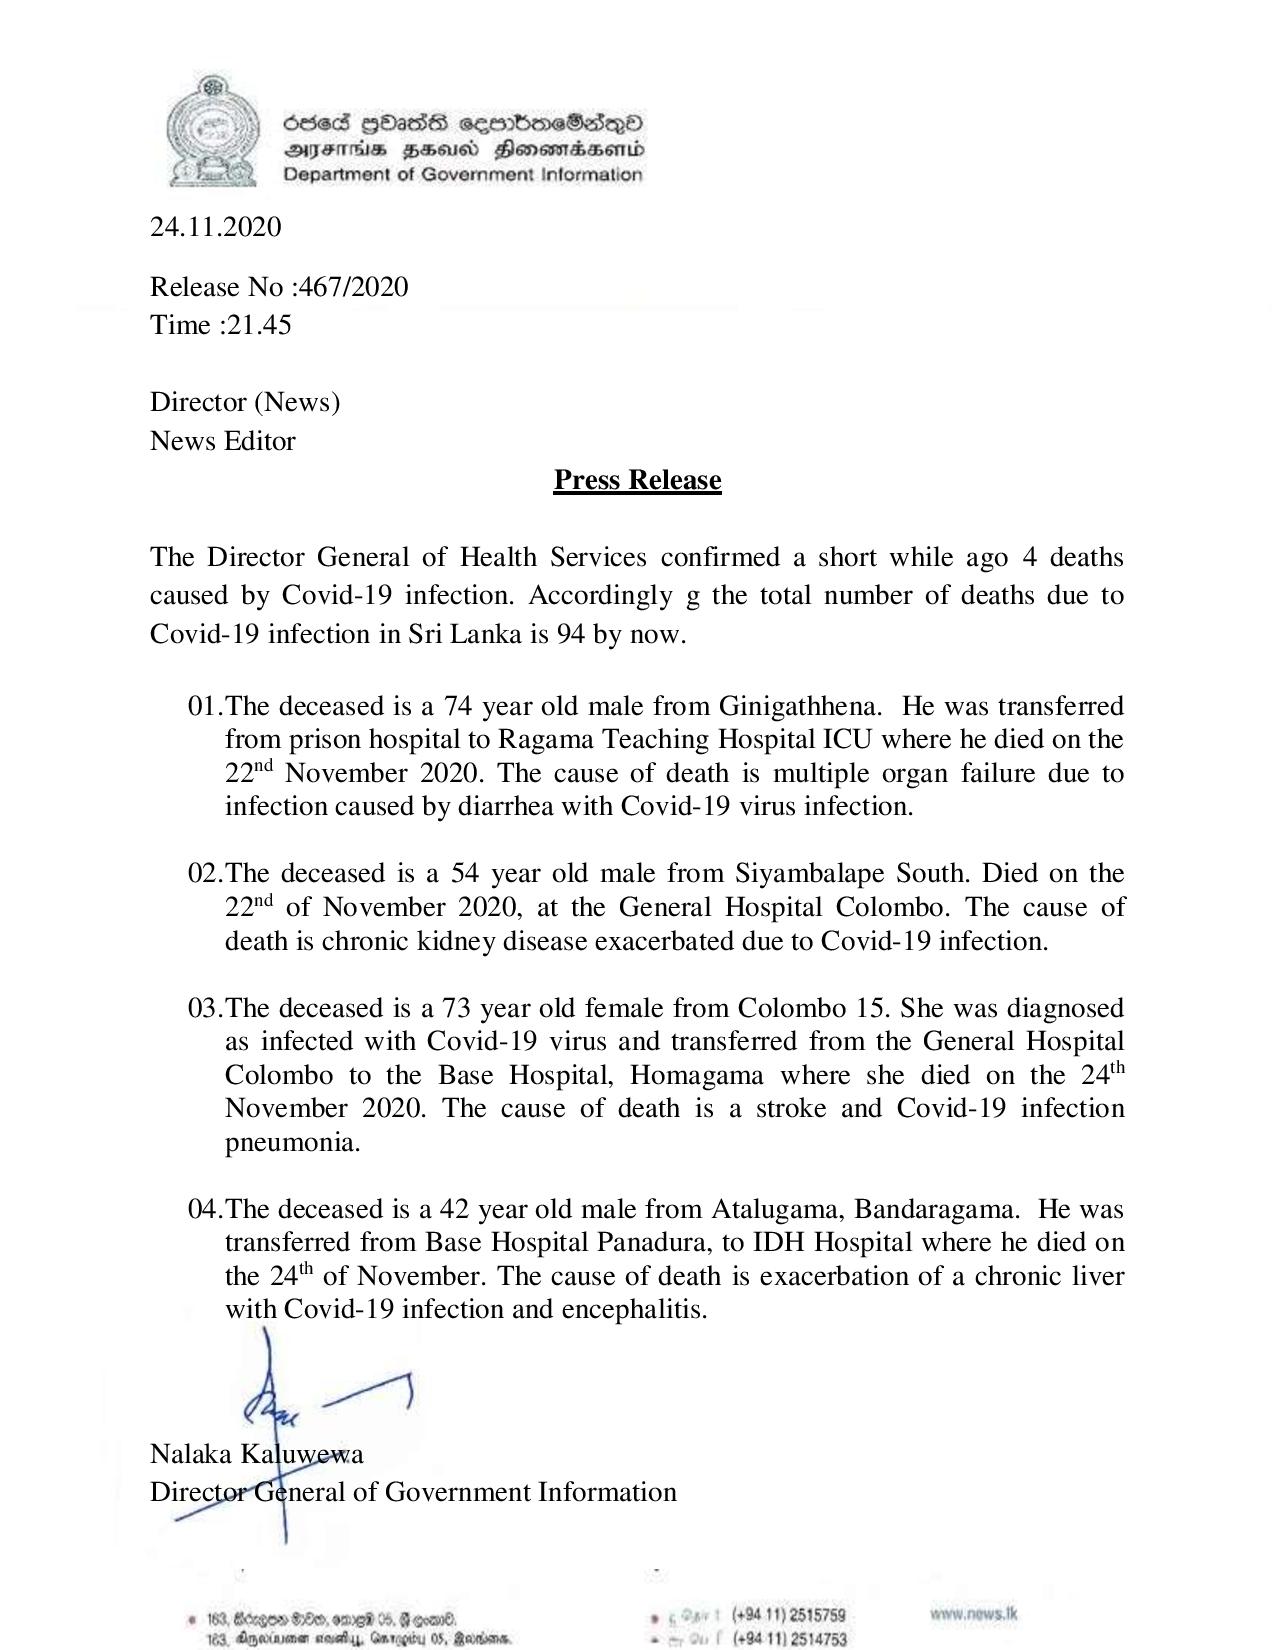 රජයේ ප්‍රවෘත්ති දෙපාර්තමේන්තුව
அரசாங்க தகவல் திணைக்களம்
Department of Government Information
24.11.2020
Release No :467/2020
Time :21.45
Director (News)
News Editor
Press Release
The Director General of Health Services confirmed a short while ago 4 deaths
caused by Covid-19 infection. Accordingly g the total number of deaths due to
Covid-19 infection in Sri Lanka is 94 by now.
01.The deceased is a 74 year old male from Ginigathhena. He was transferred
from prison hospital to Ragama Teaching Hospital ICU where he died on the
22nd November 2020. The cause of death is multiple organ failure due to
infection caused by diarrhea with Covid-19 virus infection.
02.The deceased is a 54 year old male from Siyambalape South. Died on the
22nd of November 2020, at the General Hospital Colombo. The cause of
death is chronic kidney disease exacerbated due to Covid-19 infection.
03.The deceased is a 73 year old female from Colombo 15. She was diagnosed
as infected with Covid-19 virus and transferred from the General Hospital
Colombo to the Base Hospital, Homagama where she died on the 24th
November 2020. The cause of death is a stroke and Covid-19 infection
pneumonia.
04.The deceased is a 42 year old male from Atalugama, Bandaragama. He was
transferred from Base Hospital Panadura, to IDH Hospital where he died on
the 24th of November. The cause of death is exacerbation of a chronic liver
with Covid-19 infection and encephalitis.
Nalaka Kaluwewa
Director General of Government Information
163, කිරුලපන මාවත, කොළඹ 05, ශ්‍රී ලංකාව.
(+94 11) 2515759
www.news.lk
163, கிருலப்பனை மாவத்த, கொழும்பு 05, இலங்கை.
(+94 11) 2514753